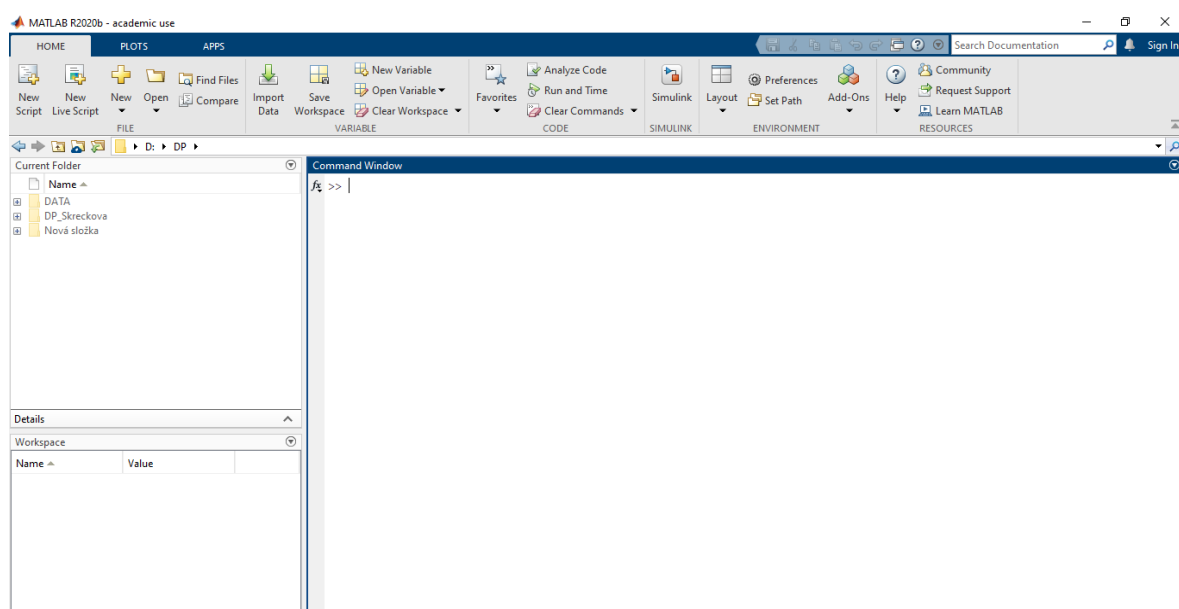 MATLAB R2020b - academic use
HOME PLOTS APPS
Search Documentation
Sign In
New Script
New Live Script
New
Open
Find Files
Compare
Import Data
Save Workspace
New Variable
Open Variable
Clear Workspace
Favorites
Analyze Code
Run and Time
Clear Commands
Simulink
Layout
Preferences
Set Path
Add-Ons
Help
Community
Request Support
Learn MATLAB
FILE VARIABLE CODE SIMULINK ENVIRONMENT RESOURCES
D: DP
Current Folder
Name
DATA
DP_Skreckova
Nová složka
Details
Workspace
Name Value
Command Window
fx >>